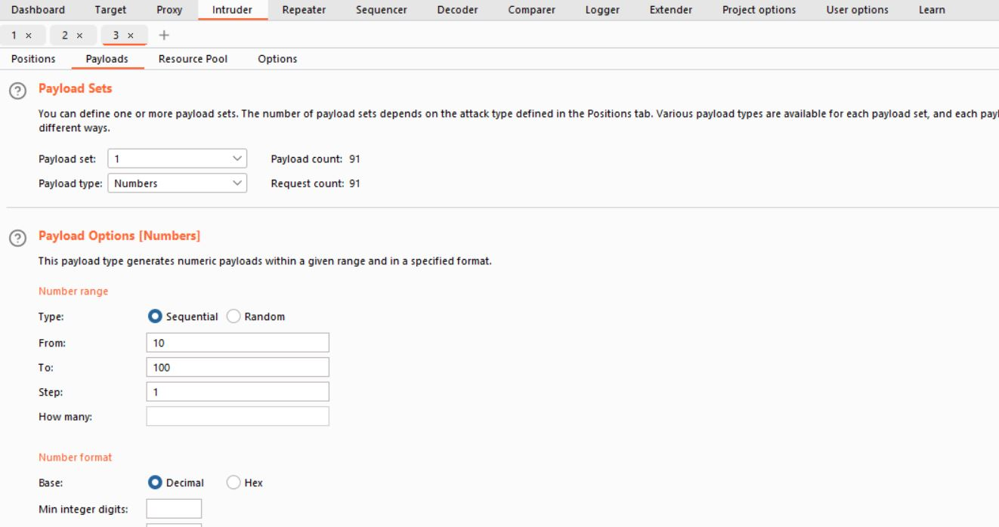 Dashboard Target Proxy Intruder Repeater Sequencer Decoder Comparer Logger Extender Project options User options Learn
1 × 2 × 3 × +
Positions Payloads Resource Pool Options
? Payload Sets
You can define one or more payload sets. The number of payload sets depends on the attack type defined in the Positions tab. Various payload types are available for each payload set, and each payl
different ways.
Payload set: 1 Payload count: 91
Payload type: Numbers Request count: 91
? Payload Options [Numbers]
This payload type generates numeric payloads within a given range and in a specified format.
Number range
Type: Sequential Random
From: 10
To: 100
Step: 1
How many:
Number format
Base: Decimal Hex
Min integer digits: